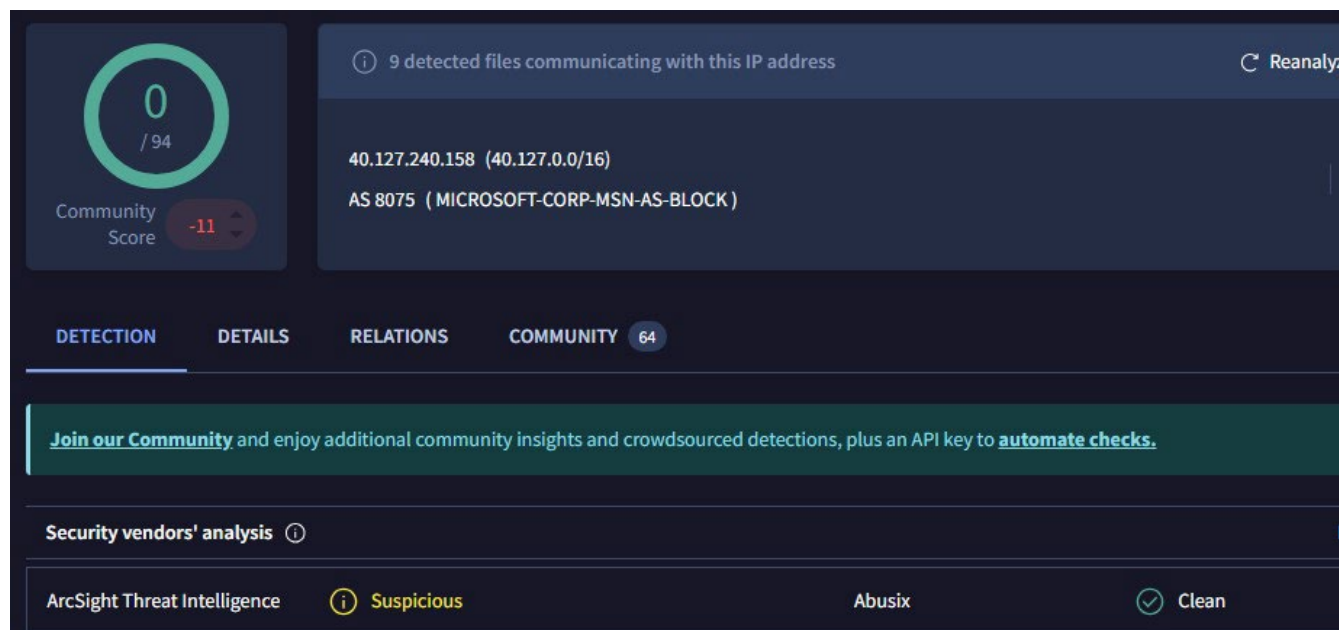 0
/ 94
Community
Score
-11
9 detected files communicating with this IP address
Reanalyz
40.127.240.158 (40.127.0.0/16)
AS 8075 ( MICROSOFT-CORP-MSN-AS-BLOCK )
DETECTION DETAILS RELATIONS COMMUNITY 64
Join our Community and enjoy additional community insights and crowdsourced detections, plus an API key to automate checks.
Security vendors' analysis
ArcSight Threat Intelligence Suspicious Abusix Clean